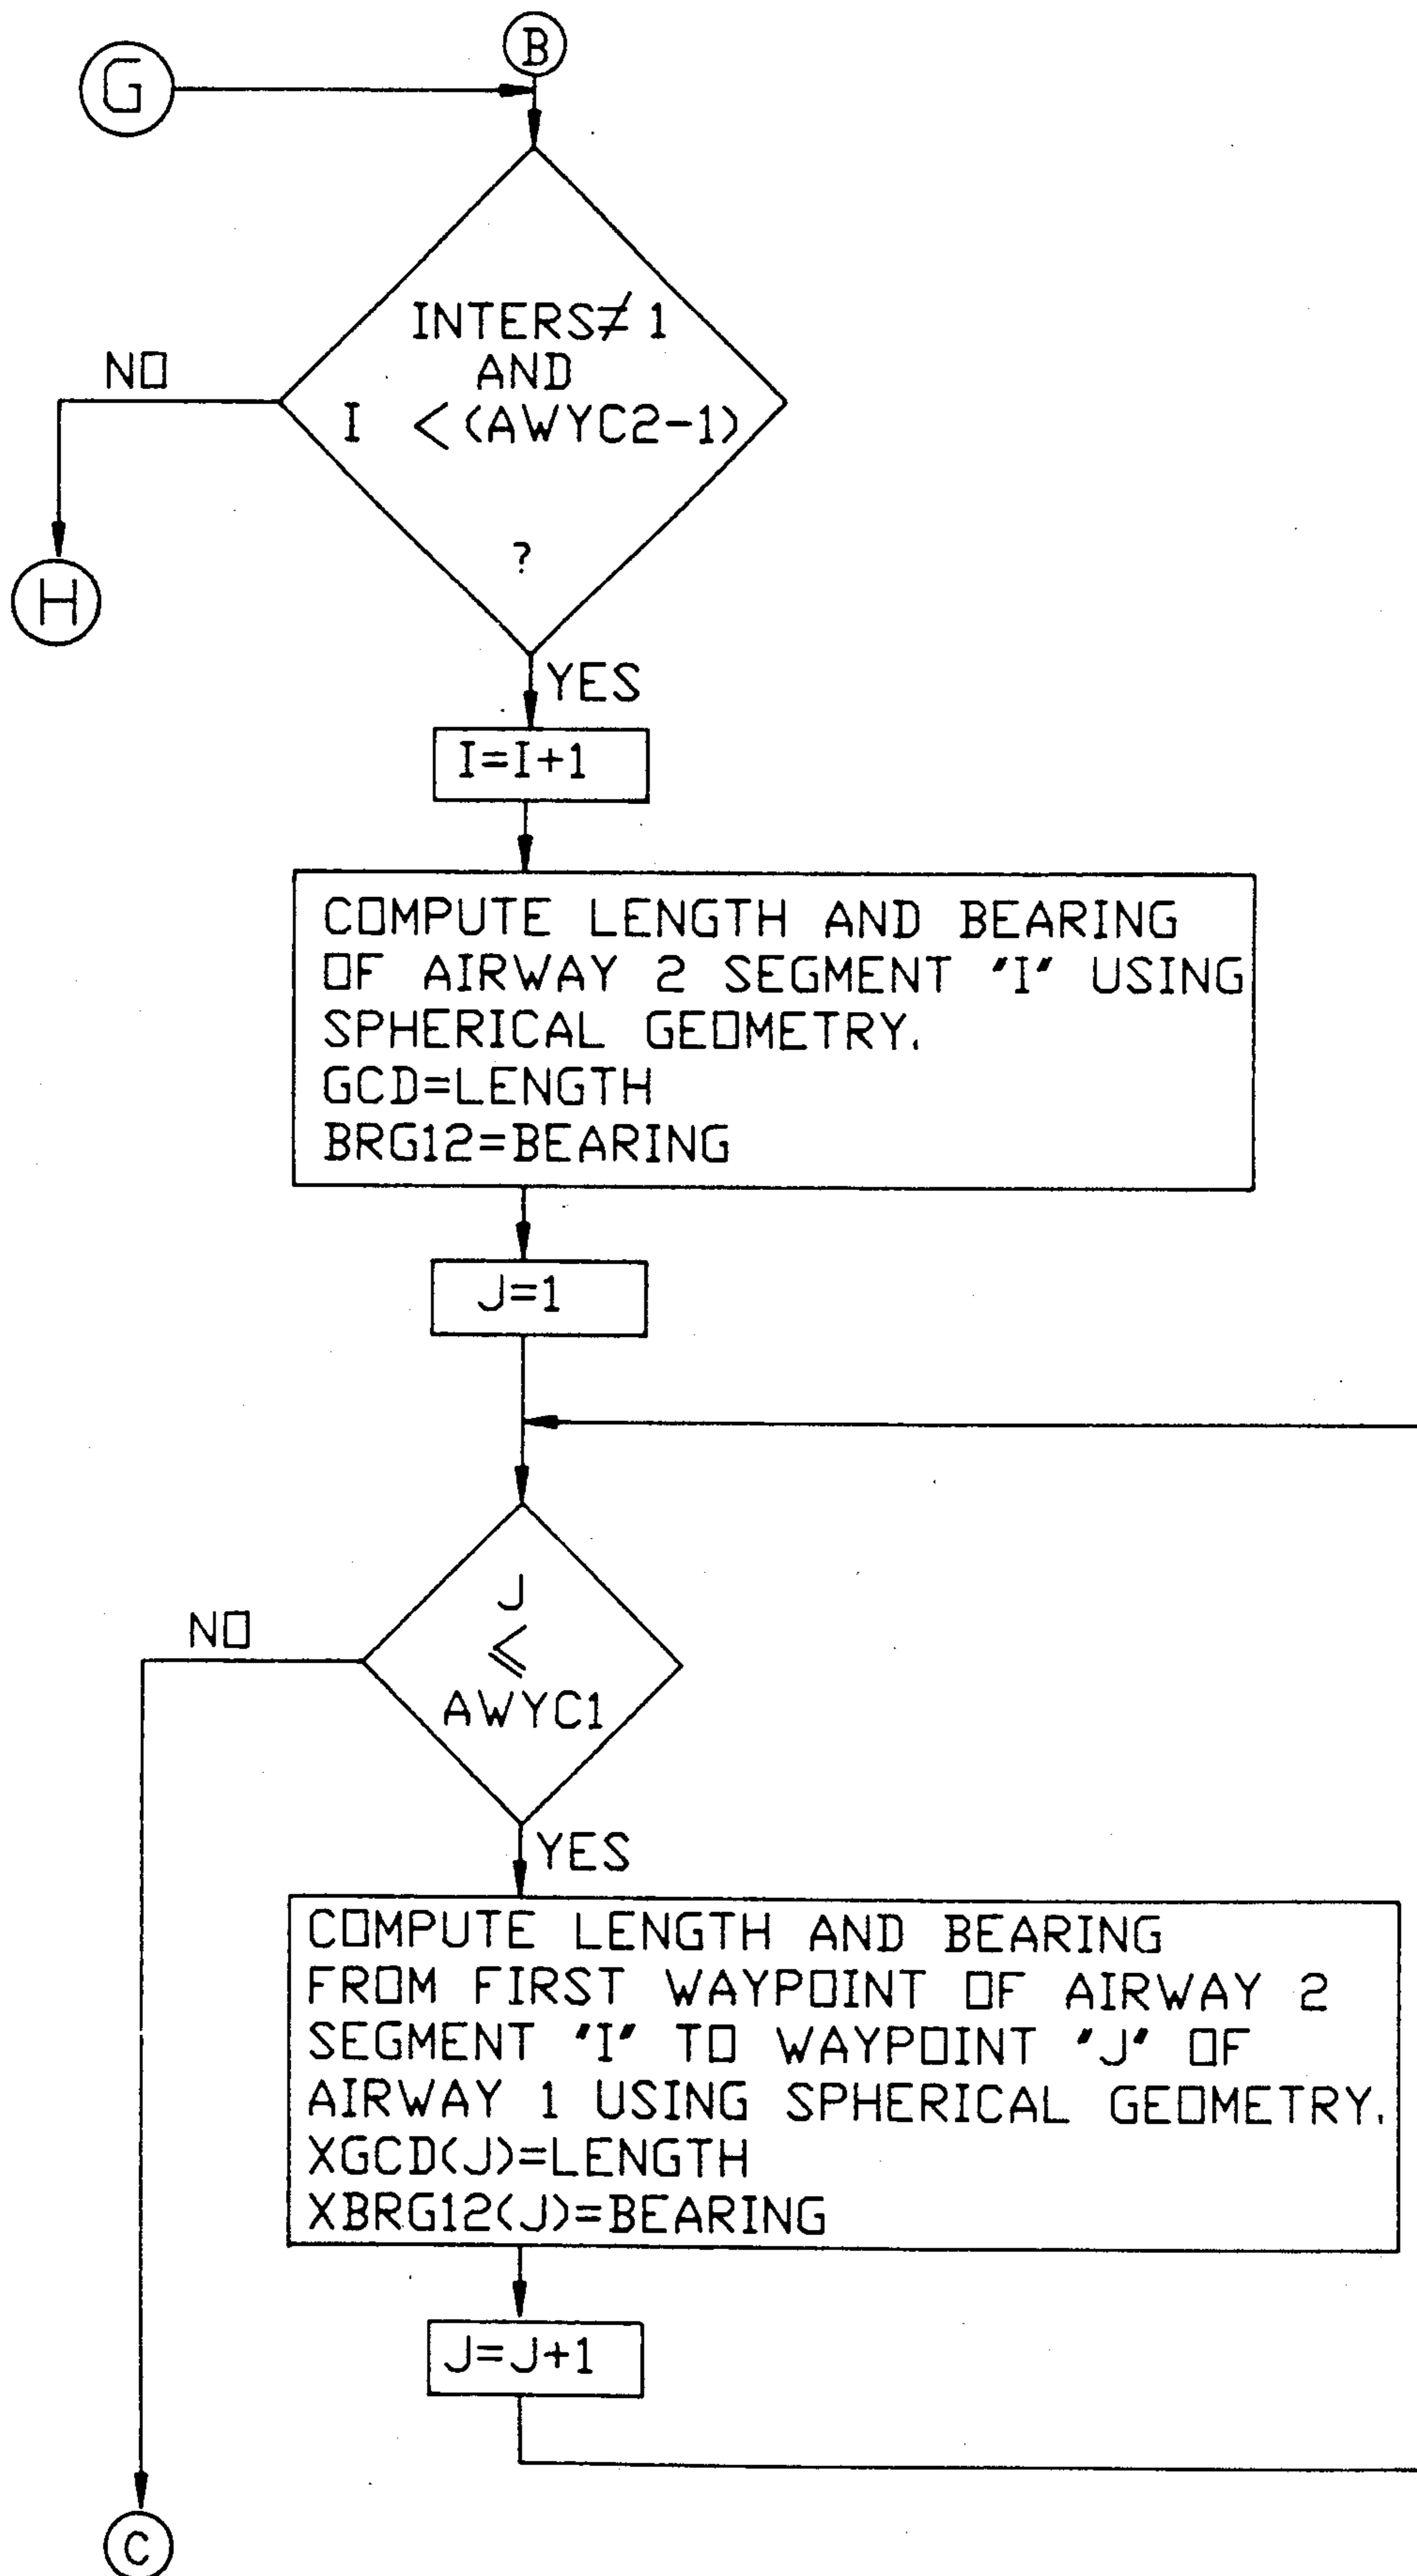 B
G
INTERS≠ 1
AND
I <(AWYC2-1)
?
NO
H
YES
I=I+1
COMPUTE LENGTH AND BEARING
OF AIRWAY 2 SEGMENT "I" USING
SPHERICAL GEOMETRY.
GCD=LENGTH
BRG12=BEARING
J=1
J
≤
AWYC1
NO
YES
COMPUTE LENGTH AND BEARING
FROM FIRST WAYPOINT OF AIRWAY 2
SEGMENT "I" TO WAYPOINT "J" OF
AIRWAY 1 USING SPHERICAL GEOMETRY.
XGCD(J)=LENGTH
XBRG12(J)=BEARING
J=J+1
C